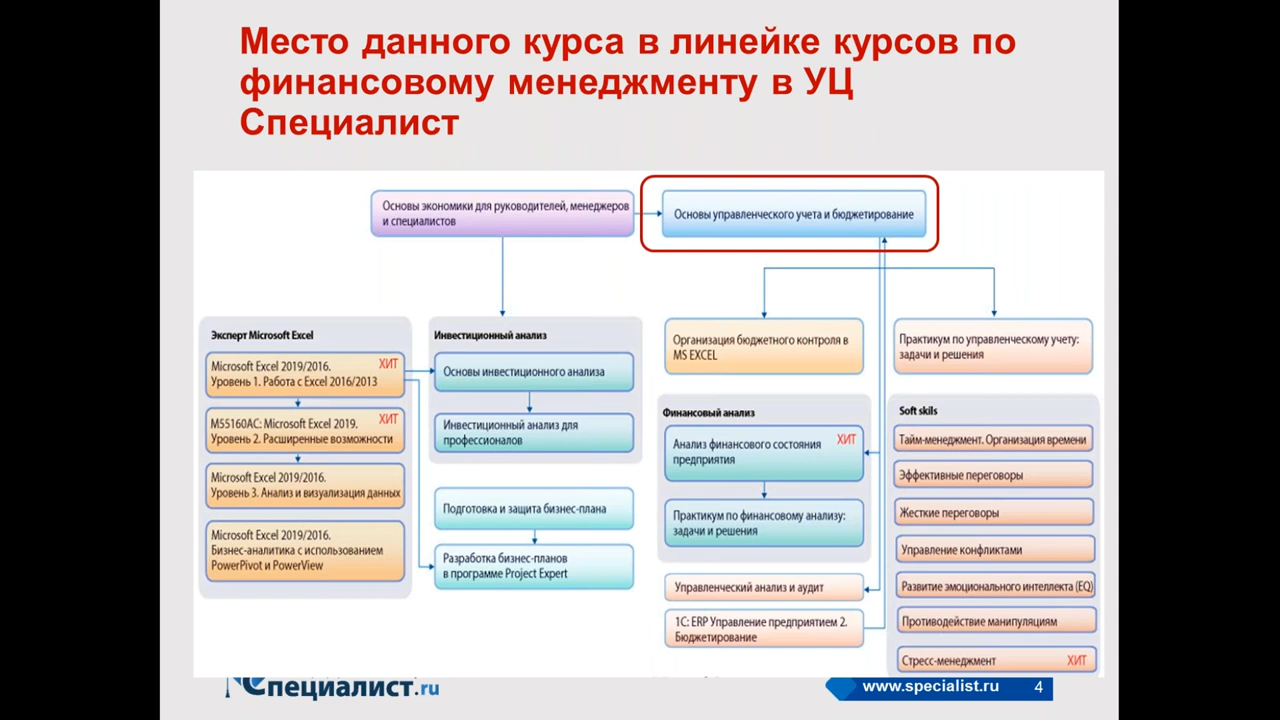 Место данного курса в линейке курсов по
финансовому менеджменту в УЦ
Специалист
Основы экономики для руководителей, менеджеров
и специалистов
Основы управленческого учета и бюджетирование
Эксперт Microsoft Excel
Microsoft Excel 2019/2016.
ХИТ
Уровень 1. Работа с Excel 2016/2013
M55160AC: Microsoft Excel 2019.
ХИТ
Уровень 2. Расширенные возможности
Microsoft Excel 2019/2016.
Уровень 3. Анализ и визуализация данных
Microsoft Excel 2019/2016.
Бизнес-аналитика с использованием
PowerPivot и PowerView
Инвестиционный анализ
Основы инвестиционного анализа
Инвестиционный анализ для
профессионалов
Подготовка и защита бизнес-плана
Разработка бизнес-планов
в программе Project Expert
Организация бюджетного контроля в
MS EXCEL
Финансовый анализ
Анализ финансового состояния
ХИТ
предприятия
Практикум по финансовому анализу:
задачи и решения
Управленческий анализ и аудит
1С: ERP Управление предприятием 2.
Бюджетирование
Практикум по управленческому учету:
задачи и решения
Soft skils
Тайм-менеджмент. Организация времени
Эффективные переговоры
Жесткие переговоры
Управление конфликтами
Развитие эмоционального интеллекта (EQ)
Противодействие манипуляциям
Стресс-менеджмент
ХИТ
Специалист.ru
www.specialist.ru
4